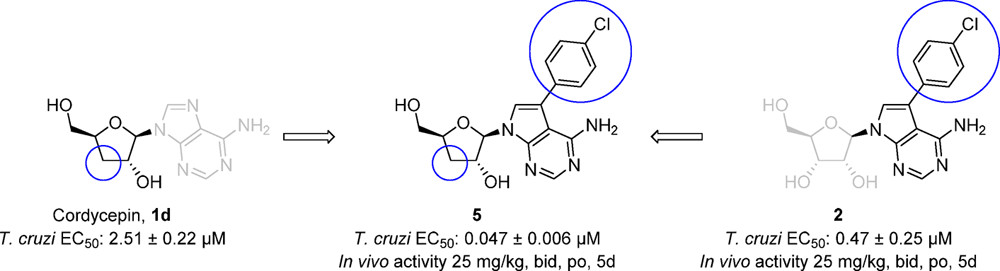 Cl
Cl
HO
O
N
N
NH₂
N
N
OH
HO
O
N
NH₂
N
N
OH
HO
O
N
NH₂
N
N
HO
OH
Cordycepin, 1d
T. cruzi EC₅₀: 2.51 ± 0.22 µM
5
T. cruzi EC₅₀: 0.047 ± 0.006 µM
In vivo activity 25 mg/kg, bid, po, 5d
2
T. cruzi EC₅₀: 0.47 ± 0.25 µM
In vivo activity 25 mg/kg, bid, po, 5d